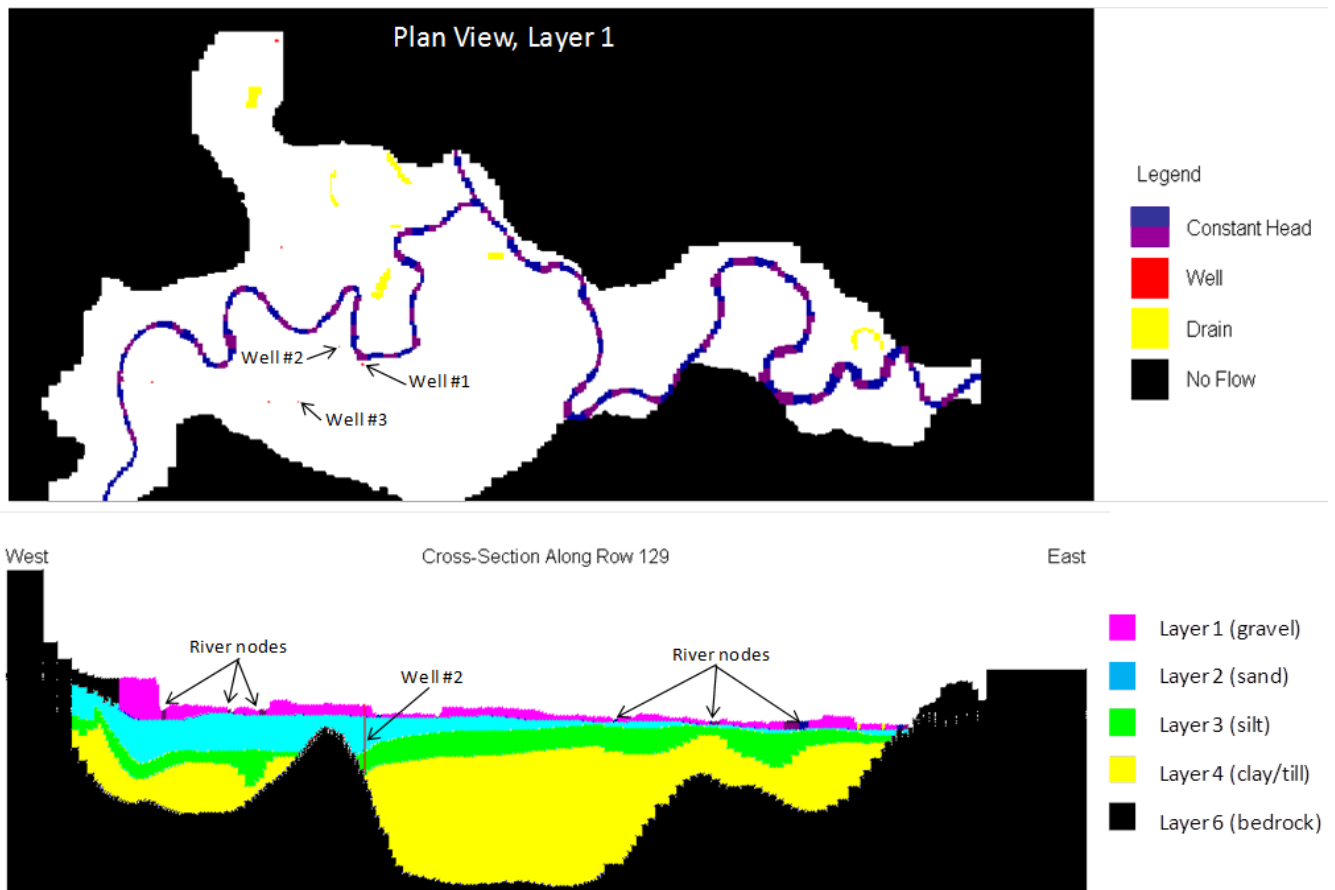 Plan View, Layer 1
Legend
Constant Head
Well
Drain
No Flow
Well #2
Well #1
Well #3
West
Cross-Section Along Row 129
East
River nodes
Well #2
River nodes
Layer 1 (gravel)
Layer 2 (sand)
Layer 3 (silt)
Layer 4 (clay/till)
Layer 6 (bedrock)